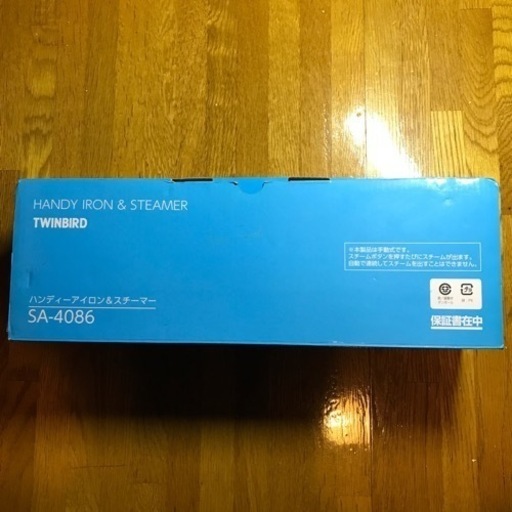 HANDY IRON & STEAMER
TWINBIRD
※本製品は手動式です。
スチームボタンを押すたびにスチームが出ます。
自動で連続してスチームを出すことはできません。
ハンディーアイロン&スチーマー
SA-4086
保証書在中